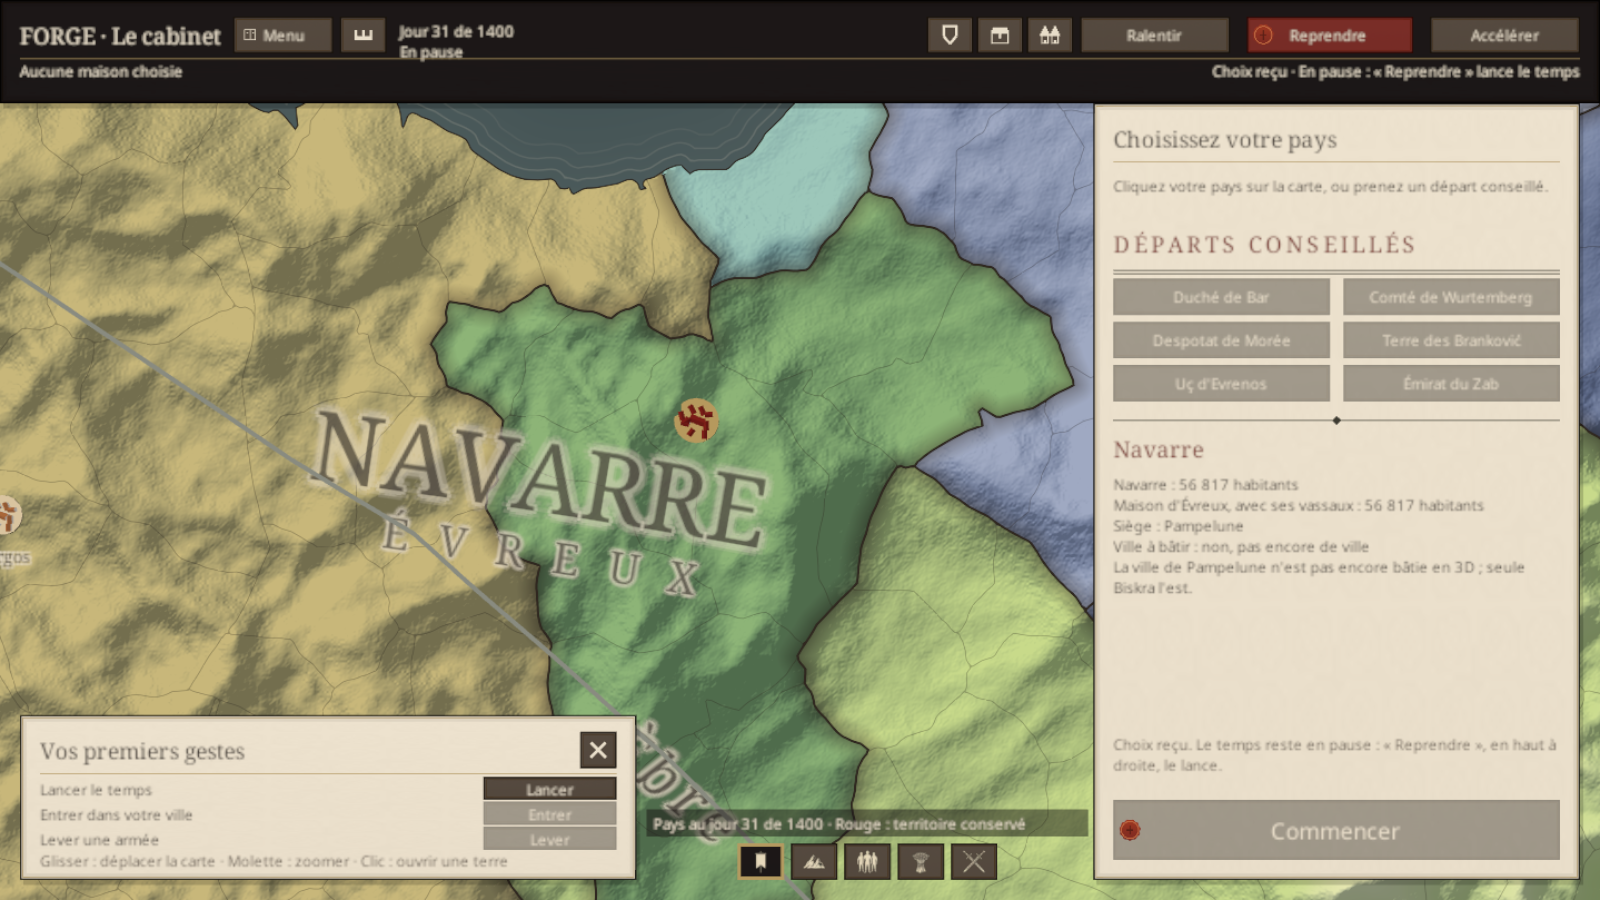 FORGE · Le cabinet
Menu
Jour 31 de 1400
En pause
Ralentir
Reprendre
Accélérer
Aucune maison choisie
Choix reçu · En pause : « Reprendre » lance le temps
Choisissez votre pays
Cliquez votre pays sur la carte, ou prenez un départ conseillé.
DÉPARTS CONSEILLÉS
Duché de Bar
Comté de Wurtemberg
Despotat de Morée
Terre des Branković
Uç d'Evrenos
Émirat du Zab
Navarre
Navarre : 56 817 habitants
Maison d'Évreux, avec ses vassaux : 56 817 habitants
Siège : Pampelune
Ville à bâtir : non, pas encore de ville
La ville de Pampelune n'est pas encore bâtie en 3D ; seule
Biskra l'est.
Choix reçu. Le temps reste en pause : « Reprendre », en haut à
droite, le lance.
Commencer
NAVARRE
ÉVREUX
rgos
Vos premiers gestes
Lancer le temps
Lancer
Entrer dans votre ville
Entrer
Lever une armée
Lever
Glisser : déplacer la carte · Molette : zoomer · Clic : ouvrir une terre
èbre
Pays au jour 31 de 1400 · Rouge : territoire conservé